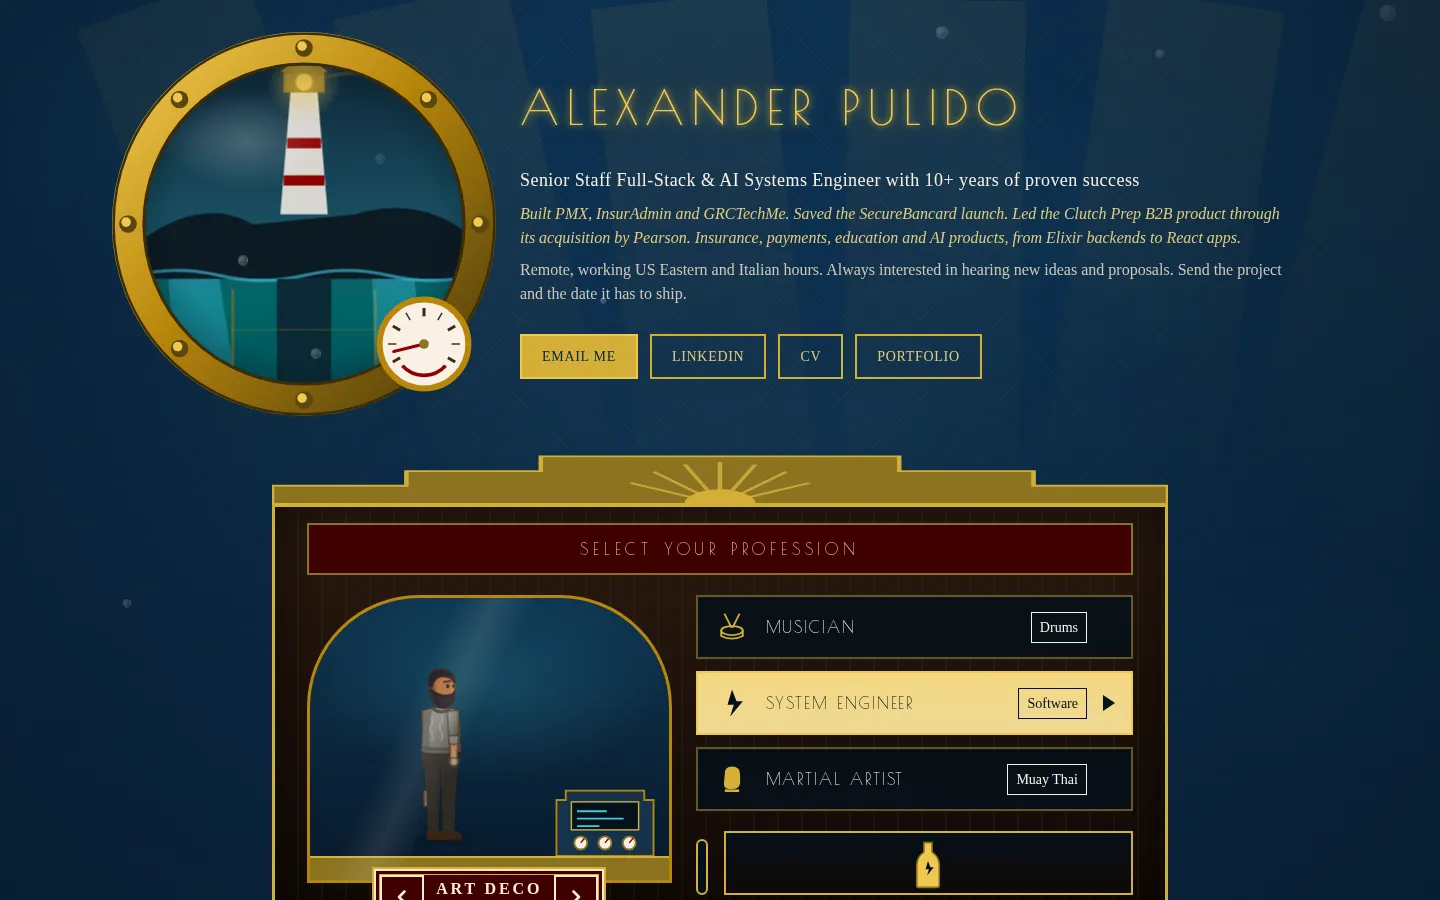 ALEXANDER PULIDO
Senior Staff Full-Stack & AI Systems Engineer with 10+ years of proven success
Built PMX, InsurAdmin and GRCTechMe. Saved the SecureBancard launch. Led the Clutch Prep B2B product through
its acquisition by Pearson. Insurance, payments, education and AI products, from Elixir backends to React apps.
Remote, working US Eastern and Italian hours. Always interested in hearing new ideas and proposals. Send the project
and the date it has to ship.
EMAIL ME
LINKEDIN
CV
PORTFOLIO
SELECT YOUR PROFESSION
MUSICIAN
Drums
SYSTEM ENGINEER
Software
MARTIAL ARTIST
Muay Thai
ART DECO